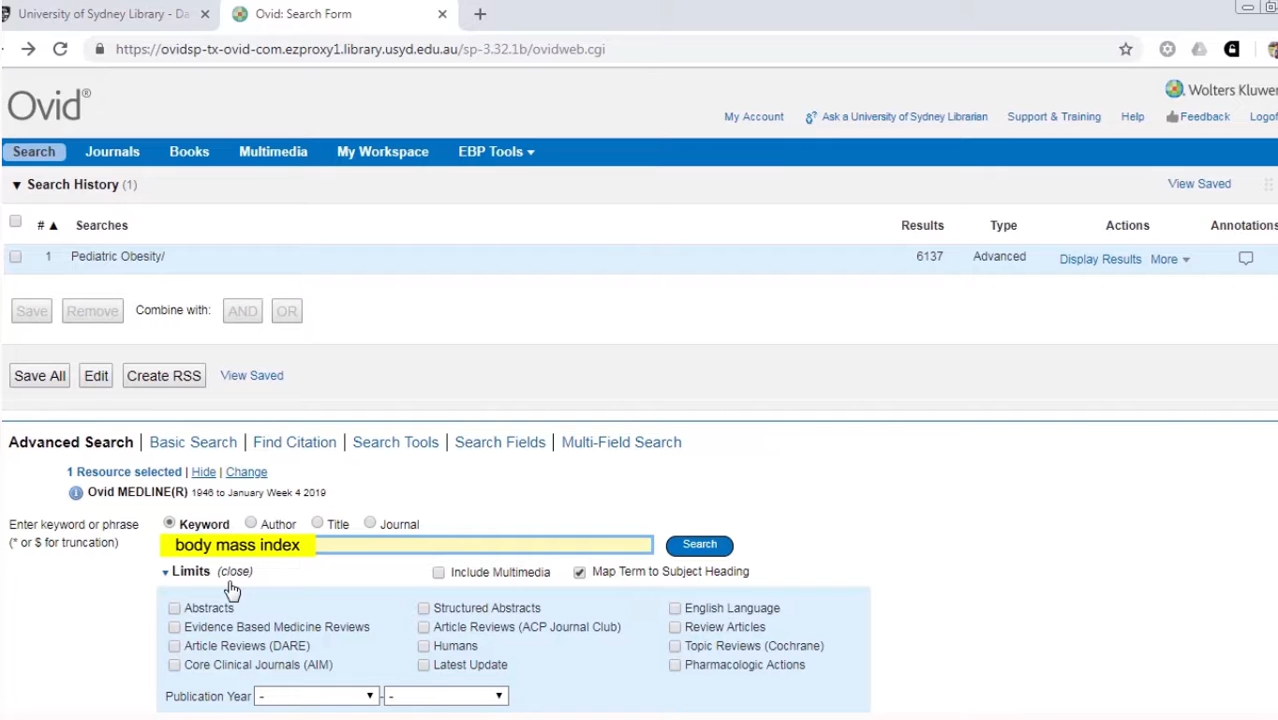 University of Sydney Library - Da
Ovid: Search Form
https://ovidsp-tx-ovid-com.ezproxy1.library.usyd.edu.au/sp-3.32.1b/ovidweb.cgi
Ovid®
Wolters Kluwer
My Account Ask a University of Sydney Librarian Support & Training Help Feedback Logof
Search Journals Books Multimedia My Workspace EBP Tools
Search History (1) View Saved
# Searches Results Type Actions Annotations
1 Pediatric Obesity/ 6137 Advanced Display Results More
Save Remove Combine with: AND OR
Save All Edit Create RSS View Saved
Advanced Search | Basic Search | Find Citation | Search Tools | Search Fields | Multi-Field Search
1 Resource selected | Hide | Change
Ovid MEDLINE(R) 1946 to January Week 4 2019
Enter keyword or phrase Keyword Author Title Journal
(* or $ for truncation) body mass index Search
Limits (close) Include Multimedia Map Term to Subject Heading
Abstracts Structured Abstracts English Language
Evidence Based Medicine Reviews Article Reviews (ACP Journal Club) Review Articles
Article Reviews (DARE) Humans Topic Reviews (Cochrane)
Core Clinical Journals (AIM) Latest Update Pharmacologic Actions
Publication Year - - -